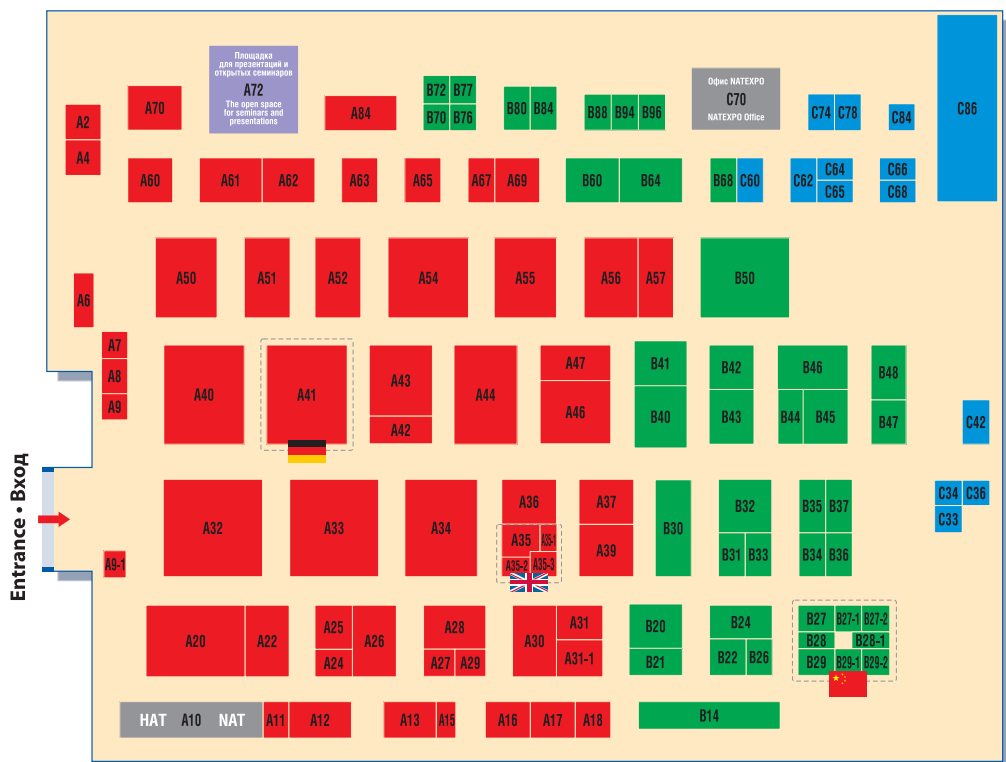 Площадка
для презентаций и
открытых семинаров
A72
The open space
for seminars and
presentations
Офис NATEXPO
C70
NATEXPO Office
C86
A2
A4
A70
A84
B72 B77
B70 B76
B80 B84
B88 B94 B96
C74 C78
C84
A60
A61 A62
A63
A65
A67 A69
B60 B64
B68 C60
C62 C64
C65
C66
C68
A6
A50
A51
A52
A54
A55
A56 A57
B50
A7
A8
A9
A40
A41
A43
A42
A44
A47
A46
B41
B40
B42
B43
B46
B44 B45
B48
B47
C42
Entrance • Вход
A9-1
A32
A33
A34
A36
A35 A35-1
A35-2 A35-3
A37
A39
B30
B32
B31 B33
B35 B37
B34 B36
C34 C36
C33
A20 A22
A25
A24
A26
A28
A27 A29
A30
A31
A31-1
B20
B21
B24
B22 B26
B27 B27-1 B27-2
B28 B28-1
B29 B29-1 B29-2
НАТ A10 NAT
A11 A12
A13 A15
A16 A17 A18
B14